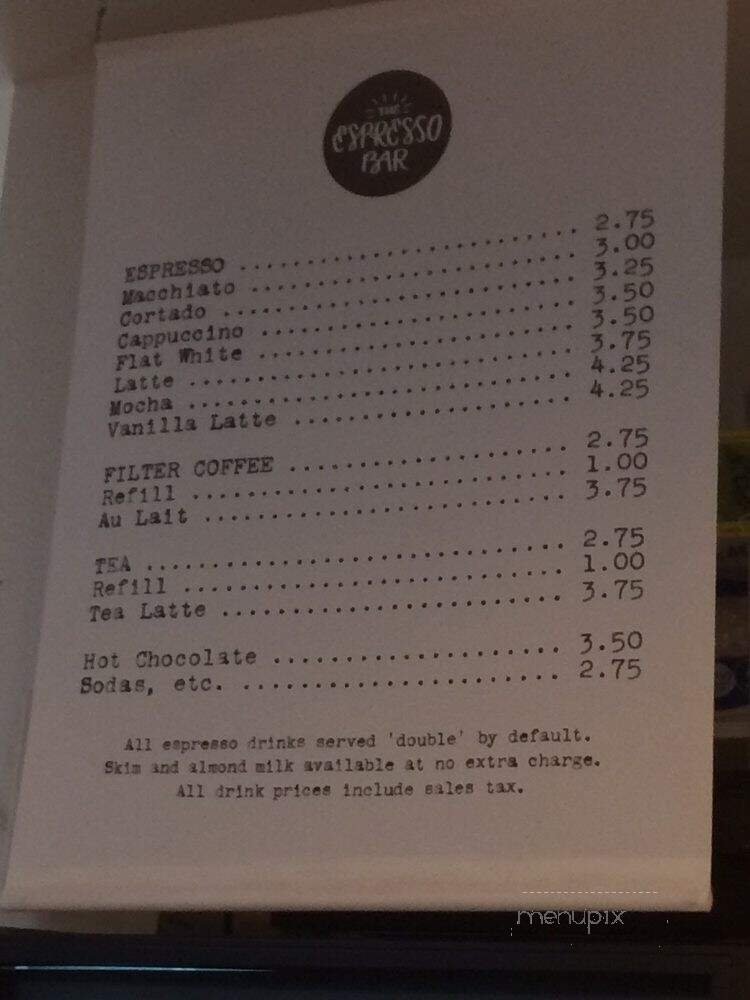 THE
ESPRESSO
BAR
ESPRESSO .......................... 2.75
Macchiato ......................... 3.00
Cortado ........................... 3.25
Cappuccino ........................ 3.50
Flat White ........................ 3.50
Latte ............................. 3.75
Mocha ............................. 4.25
Vanilla Latte ..................... 4.25
FILTER COFFEE ..................... 2.75
Refill ............................ 1.00
Au Lait ........................... 3.75
TEA ............................... 2.75
Refill ............................ 1.00
Tea Latte ......................... 3.75
Hot Chocolate ..................... 3.50
Sodas, etc. ....................... 2.75
All espresso drinks served 'double' by default.
Skim and almond milk available at no extra charge.
All drink prices include sales tax.
menupix